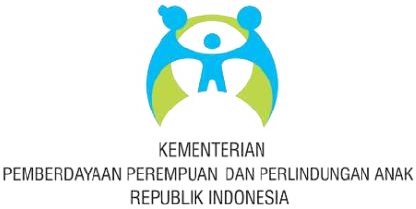 KEMENTERIAN
PEMBERDAYAAN PEREMPUAN DAN PERLINDUNGAN ANAK
REPUBLIK INDONESIA